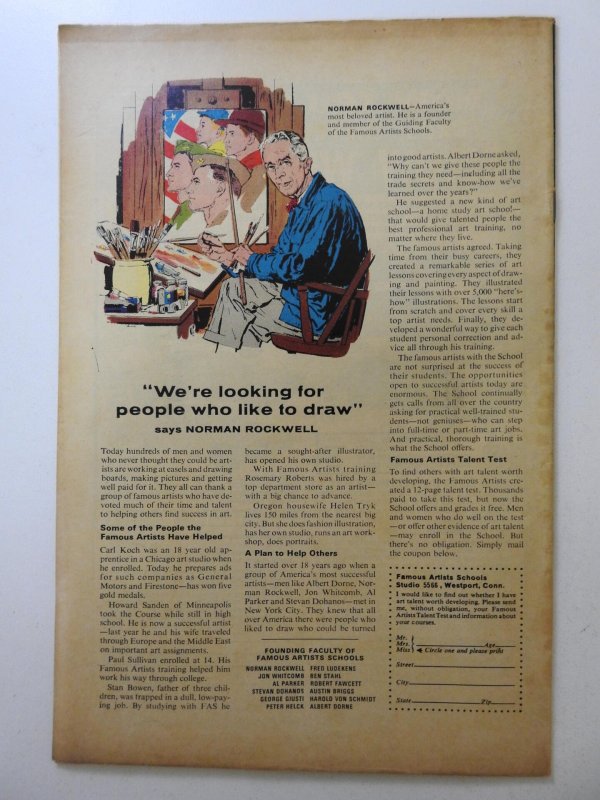 NORMAN ROCKWELL—America's
most beloved artist. He is a founder
and member of the Guiding Faculty
of the Famous Artists Schools.
"We're looking for
people who like to draw"
says NORMAN ROCKWELL
Today hundreds of men and women
who never thought they could be art-
ists are working at easels and drawing
boards, making pictures and getting
well paid for it. They all can thank a
group of famous artists who have de-
voted much of their time and talent
to helping others find success in art.
Some of the People the
Famous Artists Have Helped
Carl Koch was an 18 year old ap-
prentice in a Chicago art studio when
he enrolled. Today he prepares ads
for such companies as General
Motors and Firestone—has won five
gold medals.
Howard Sanden of Minneapolis
took the Course while still in high
school. He is now a successful artist
—last year he and his wife traveled
through Europe and the Middle East
on important art assignments.
Paul Sullivan enrolled at 14. His
Famous Artists training helped him
work his way through college.
Stan Bowen, father of three chil-
dren, was trapped in a dull, low-pay-
ing job. By studying with FAS he
became a sought-after illustrator,
has opened his own studio.
With Famous Artists training
Rosemary Roberts was hired by a
top department store as an artist—
with a big chance to advance.
Oregon housewife Helen Tryk
lives 150 miles from the nearest big
city. But she does fashion illustration,
has her own studio, runs an art work-
shop, does portraits.
A Plan to Help Others
It started over 18 years ago when a
group of America's most successful
artists—men like Albert Dorne, Nor-
man Rockwell, Jon Whitcomb, Al
Parker and Stevan Dohanos—met in
New York City. They knew that all
over America there were people who
liked to draw who could be turned
FOUNDING FACULTY OF
FAMOUS ARTISTS SCHOOLS
NORMAN ROCKWELL FRED LUDEKENS
JON WHITCOMB BEN STAHL
AL PARKER ROBERT FAWCETT
STEVAN DOHANOS AUSTIN BRIGGS
GEORGE GIUSTI HAROLD VON SCHMIDT
PETER HELCK ALBERT DORNE
into good artists. Albert Dorne asked,
"Why can't we give these people the
training they need—including all the
trade secrets and know-how we've
learned over the years?"
He suggested a new kind of art
school—a home study art school—
that would give talented people the
best professional art training, no
matter where they live.
The famous artists agreed. Taking
time from their busy careers, they
created a remarkable series of art
lessons covering every aspect of draw-
ing and painting. They illustrated
their lessons with over 5,000 "here's-
how" illustrations. The lessons start
from scratch and cover every skill a
top artist needs. Finally, they de-
veloped a wonderful way to give each
student personal correction and ad-
vice all through his training.
The famous artists with the School
are not surprised at the success of
their students. The opportunities
open to successful artists today are
enormous. The School continually
gets calls from all over the country
asking for practical well-trained stu-
dents—not geniuses—who can step
into full-time or part-time art jobs.
And practical, thorough training is
what the School offers.
Famous Artists Talent Test
To find others with art talent worth
developing, the Famous Artists cre-
ated a 12-page talent test. Thousands
paid to take this test, but now the
School offers and grades it free. Men
and women who do well on the test
—or offer other evidence of art talent
—may enroll in the School. But
there's no obligation. Simply mail
the coupon below.
Famous Artists Schools
Studio 5566, Westport, Conn.
I would like to find out whether I have
art talent worth developing. Please send
me, without obligation, your Famous
Artists Talent Test and information about
your courses.
Mr.
Mrs. Age
Miss Circle one and please print
Street
City
State Zip